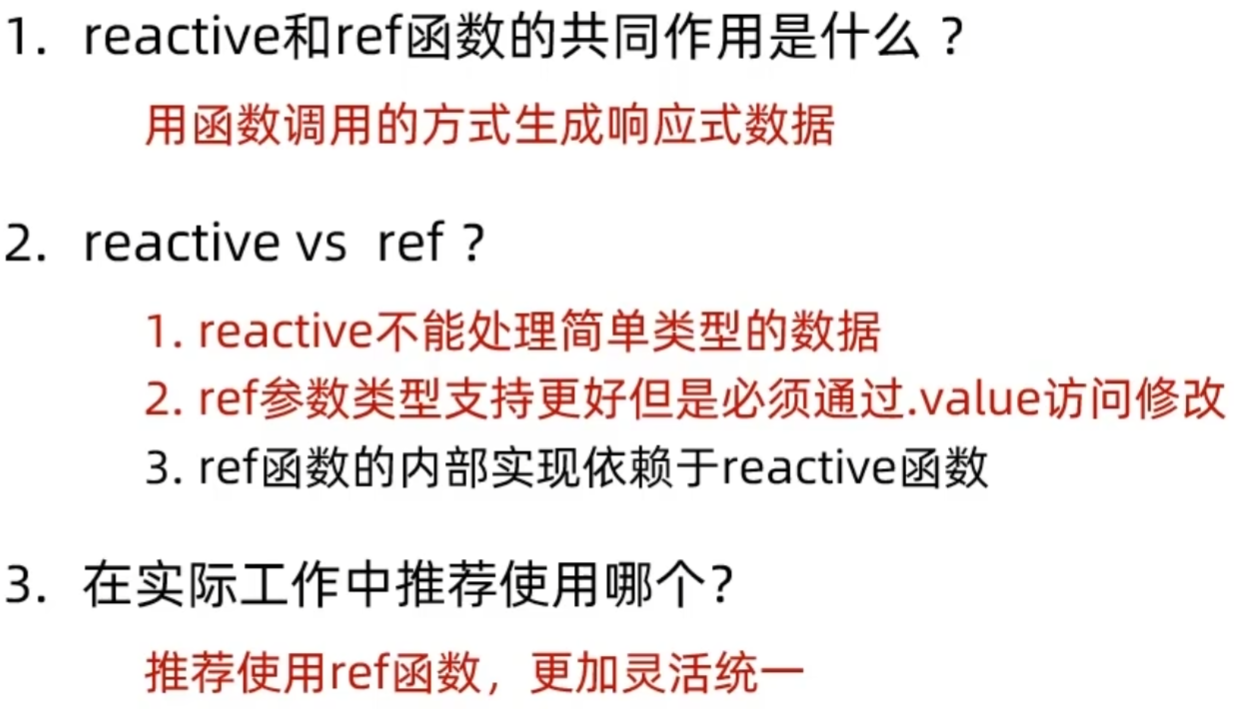 1. reactive和ref函数的共同作用是什么？
用函数调用的方式生成响应式数据
2. reactive vs ref？
1. reactive不能处理简单类型的数据
2. ref参数类型支持更好但是必须通过.value访问修改
3. ref函数的内部实现依赖于reactive函数
3. 在实际工作中推荐使用哪个？
推荐使用ref函数，更加灵活统一